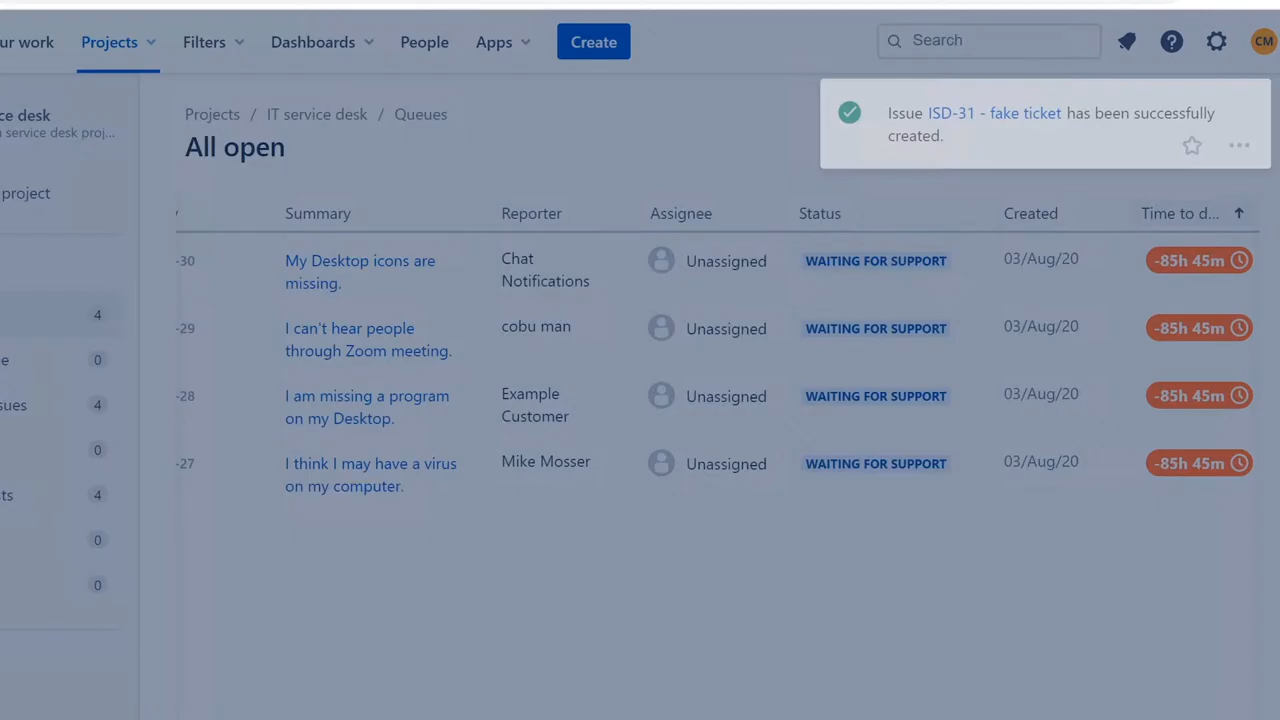 ur work Projects Filters Dashboards People Apps Create Search CM
ce desk
service desk proj...
project
4
e 0
sues 4
0
ts 4
0
0
Projects / IT service desk / Queues
All open
Issue ISD-31 - fake ticket has been successfully
created.
y Summary Reporter Assignee Status Created Time to d...
-30 My Desktop icons are Chat Unassigned WAITING FOR SUPPORT 03/Aug/20 -85h 45m
missing. Notifications
-29 I can't hear people cobu man Unassigned WAITING FOR SUPPORT 03/Aug/20 -85h 45m
through Zoom meeting.
-28 I am missing a program Example Unassigned WAITING FOR SUPPORT 03/Aug/20 -85h 45m
on my Desktop. Customer
-27 I think I may have a virus Mike Mosser Unassigned WAITING FOR SUPPORT 03/Aug/20 -85h 45m
on my computer.